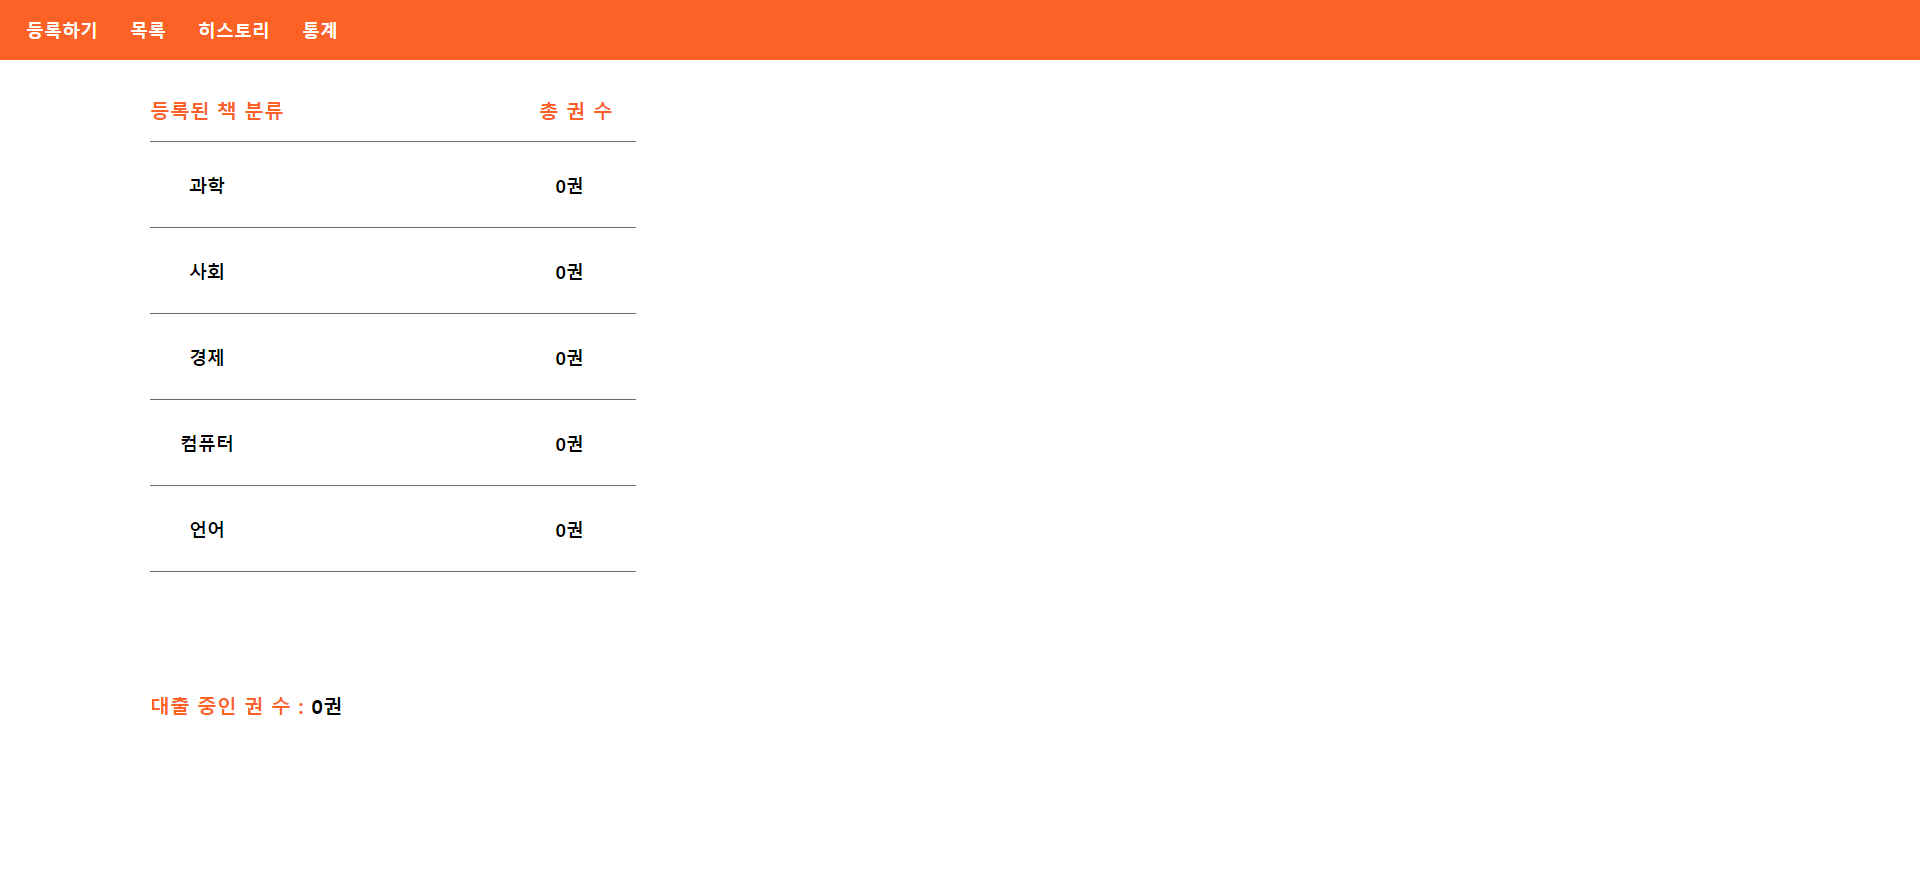 등록하기 목록 히스토리 통계
등록된 책 분류 총 권 수
과학 0권
사회 0권
경제 0권
컴퓨터 0권
언어 0권
대출 중인 권 수 : 0권